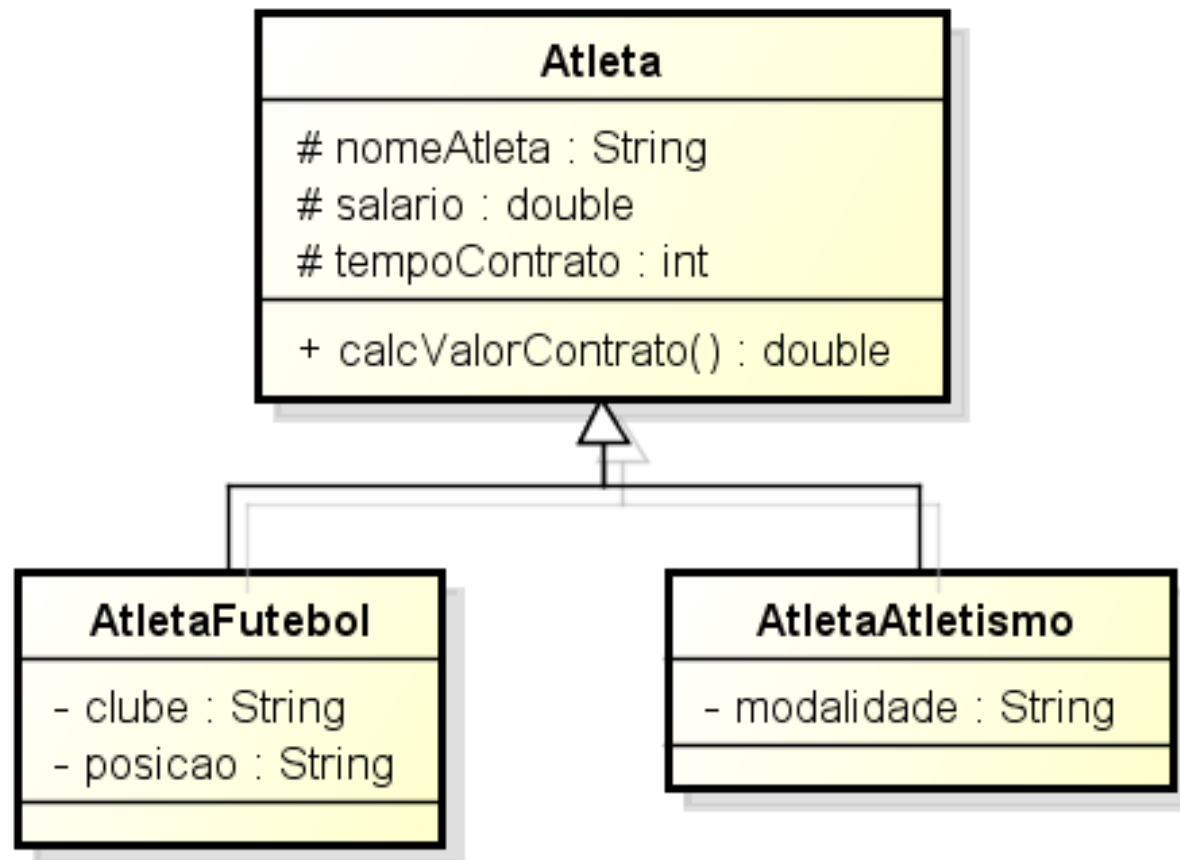 Atleta
# nomeAtleta : String
# salario : double
# tempoContrato : int
+ calcValorContrato() : double
AtletaFutebol
- clube : String
- posicao : String
AtletaAtletismo
- modalidade : String